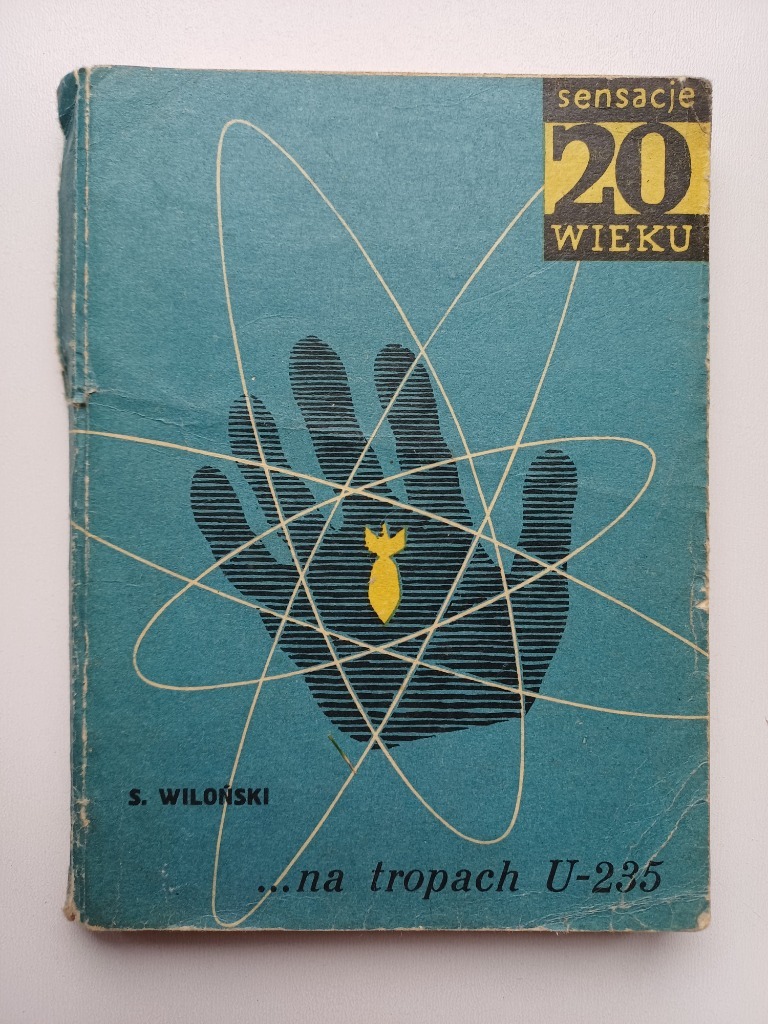 sensacje
20
WIEKU
S. WILOŃSKI
...na tropach U-235